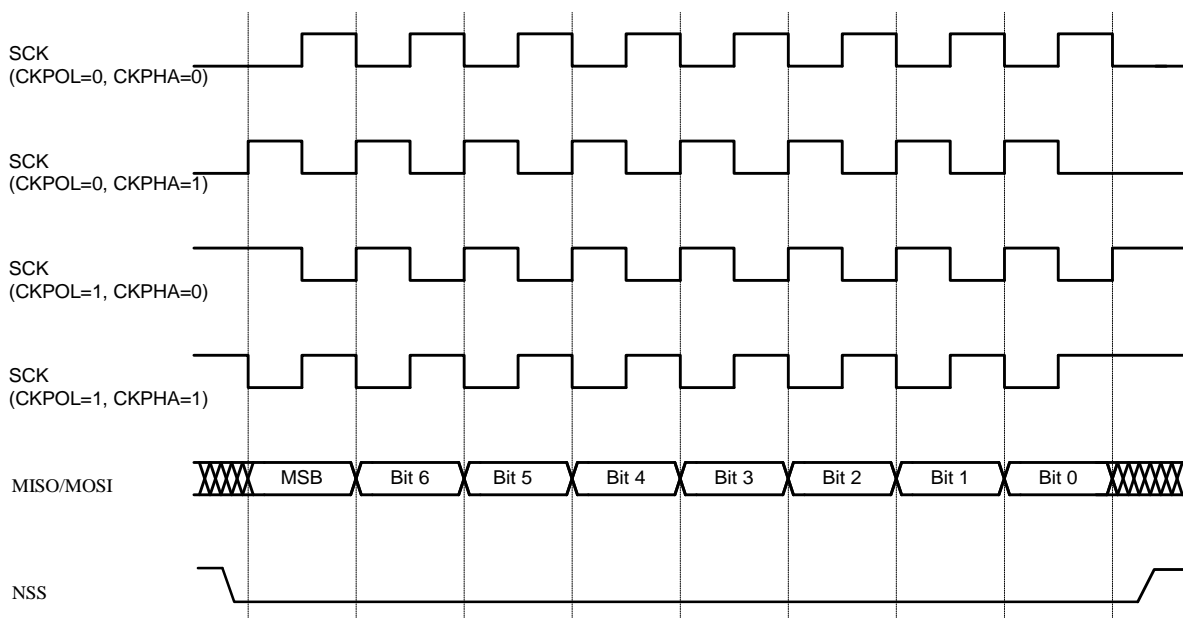 SCK
(CKPOL=0, CKPHA=0)
SCK
(CKPOL=0, CKPHA=1)
SCK
(CKPOL=1, CKPHA=0)
SCK
(CKPOL=1, CKPHA=1)
MISO/MOSI
MSB
Bit 6
Bit 5
Bit 4
Bit 3
Bit 2
Bit 1
Bit 0
NSS